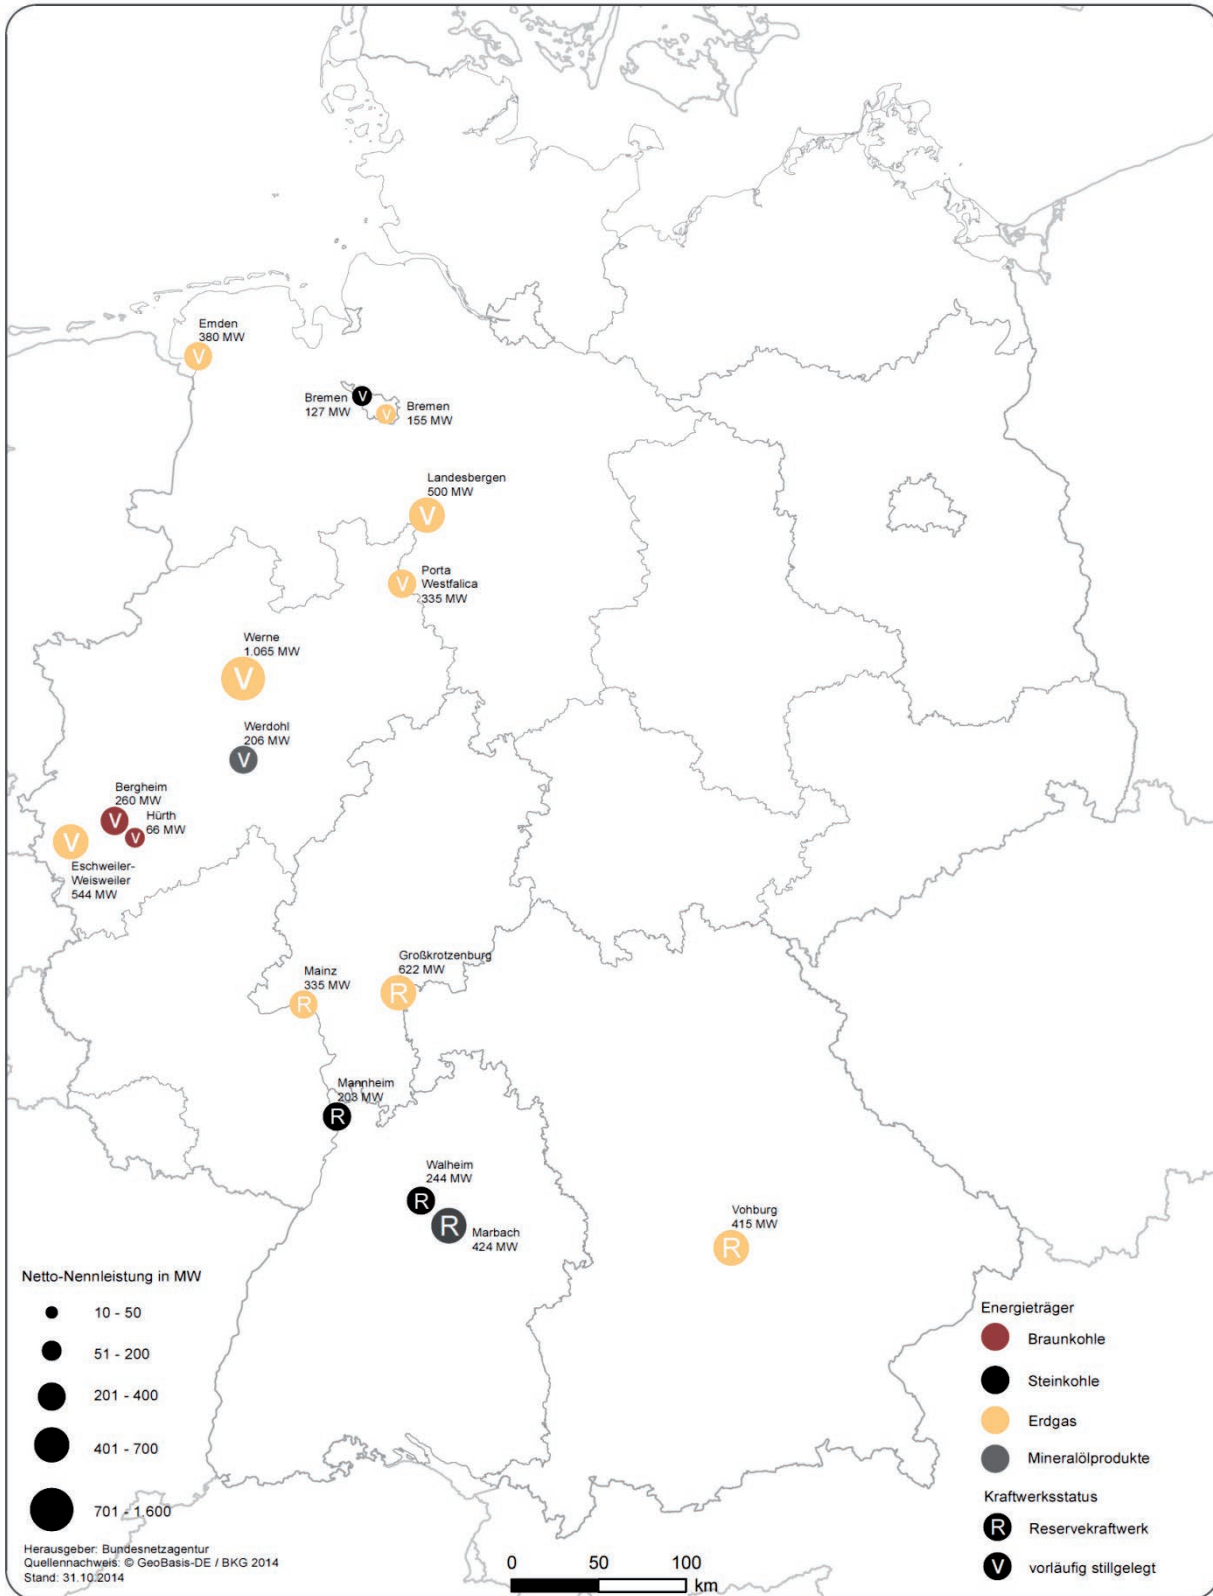 Emden
380 MW
V
Bremen
127 MW
V
V
Bremen
155 MW
Landesbergen
500 MW
V
Porta
Westfalica
335 MW
V
Werne
1.065 MW
V
Werdohl
206 MW
V
Bergheim
260 MW
V
Hürth
66 MW
V
V
Eschweiler-
Weisweiler
544 MW
Großkrotzenburg
622 MW
R
Mainz
335 MW
R
Mannheim
203 MW
R
Walheim
244 MW
R
R
Marbach
424 MW
Vohburg
415 MW
R
Netto-Nennleistung in MW
10 - 50
51 - 200
201 - 400
401 - 700
701 - 1.600
Herausgeber: Bundesnetzagentur
Quellennachweis: © GeoBasis-DE / BKG 2014
Stand: 31.10.2014
0 50 100
km
Energieträger
Braunkohle
Steinkohle
Erdgas
Mineralölprodukte
Kraftwerksstatus
R Reservekraftwerk
V vorläufig stillgelegt